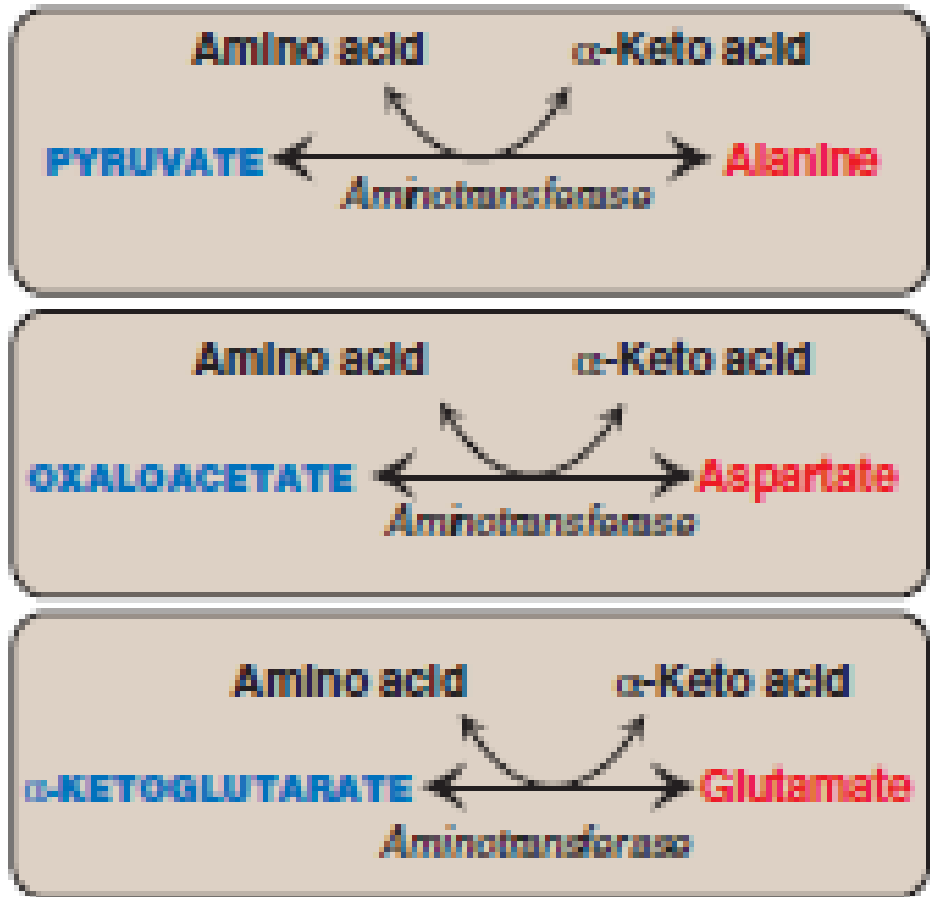 Amino acid α-Keto acid
PYRUVATE Alanine
Aminotransferase
Amino acid α-Keto acid
OXALOACETATE Aspartate
Aminotransferase
Amino acid α-Keto acid
α-KETOGLUTARATE Glutamate
Aminotransferase